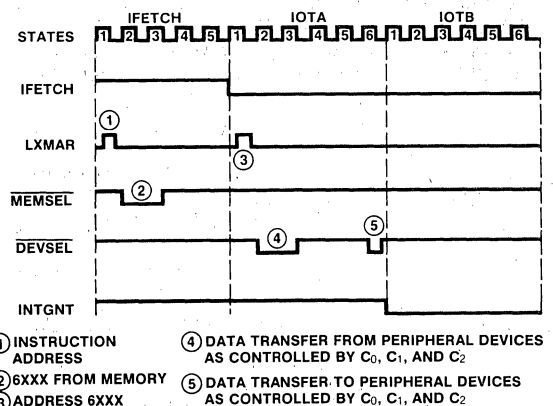 IFETCH IOTA IOTB
STATES 1 2 3 4 5 1 2 3 4 5 6 1 2 3 4 5 6
IFETCH
LXMAR
1
3
MEMSEL
2
DEVSEL
4
5
INTGNT
1 INSTRUCTION ADDRESS
2 6XXX FROM MEMORY
3 ADDRESS 6XXX
4 DATA TRANSFER FROM PERIPHERAL DEVICES
AS CONTROLLED BY C0, C1, AND C2
5 DATA TRANSFER TO PERIPHERAL DEVICES
AS CONTROLLED BY C0, C1, AND C2